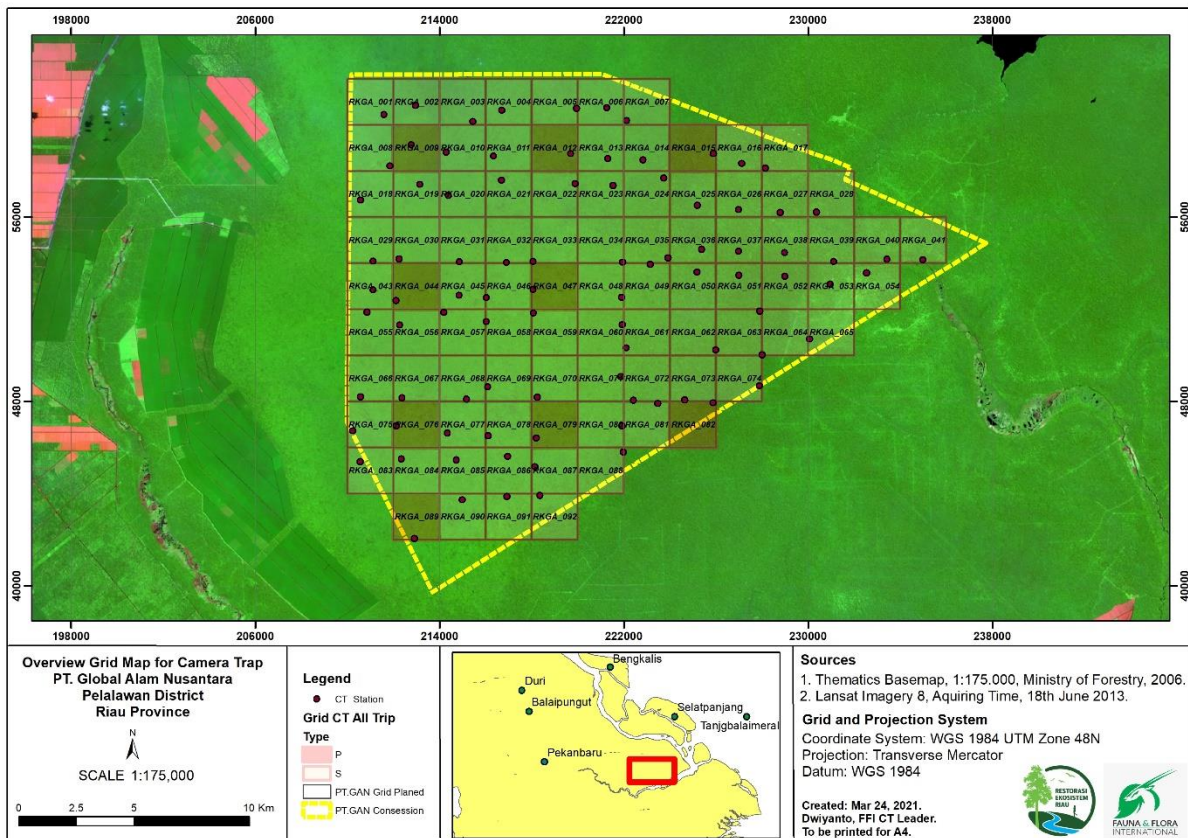 198000 206000 214000 222000 230000 238000
RKGA_001 RKGA_002 RKGA_003 RKGA_004 RKGA_005 RKGA_006 RKGA_007
RKGA_008 RKGA_009 RKGA_010 RKGA_011 RKGA_012 RKGA_013 RKGA_014 RKGA_015 RKGA_016 RKGA_017
RKGA_018 RKGA_019 RKGA_020 RKGA_021 RKGA_022 RKGA_023 RKGA_024 RKGA_025 RKGA_026 RKGA_027 RKGA_028
56000 56000
RKGA_029 RKGA_030 RKGA_031 RKGA_032 RKGA_033 RKGA_034 RKGA_035 RKGA_036 RKGA_037 RKGA_038 RKGA_039 RKGA_040 RKGA_041
RKGA_043 RKGA_044 RKGA_045 RKGA_046 RKGA_047 RKGA_048 RKGA_049 RKGA_050 RKGA_051 RKGA_052 RKGA_053 RKGA_054
RKGA_055 RKGA_056 RKGA_057 RKGA_058 RKGA_059 RKGA_060 RKGA_061 RKGA_062 RKGA_063 RKGA_064 RKGA_065
RKGA_066 RKGA_067 RKGA_068 RKGA_069 RKGA_070 RKGA_072 RKGA_073 RKGA_074
48000 48000
RKGA_075 RKGA_076 RKGA_077 RKGA_078 RKGA_079 RKGA_081 RKGA_082
RKGA_083 RKGA_084 RKGA_085 RKGA_086 RKGA_087 RKGA_088
RKGA_089 RKGA_090 RKGA_091 RKGA_092
40000 40000
198000 206000 214000 222000 230000 238000
Overview Grid Map for Camera Trap
PT. Global Alam Nusantara
Pelalawan District
Riau Province
N
SCALE 1:175,000
0 2.5 5 10 Km
Legend
CT Station
Grid CT All Trip
Type
P
S
PT.GAN Grid Planed
PT.GAN Consession
Bengkalis
Duri
Balaipungut
Selatpanjang
Tanjgbalaimeral
Pekanbaru
Sources
1. Thematics Basemap, 1:175.000, Ministry of Forestry, 2006.
2. Lansat Imagery 8, Aquiring Time, 18th June 2013.
Grid and Projection System
Coordinate System: WGS 1984 UTM Zone 48N
Projection: Transverse Mercator
Datum: WGS 1984
Created: Mar 24, 2021.
Dwiyanto, FFI CT Leader.
To be printed for A4.
RESTORASI
EKOSISTEM
RIAU
FAUNA & FLORA
INTERNATIONAL